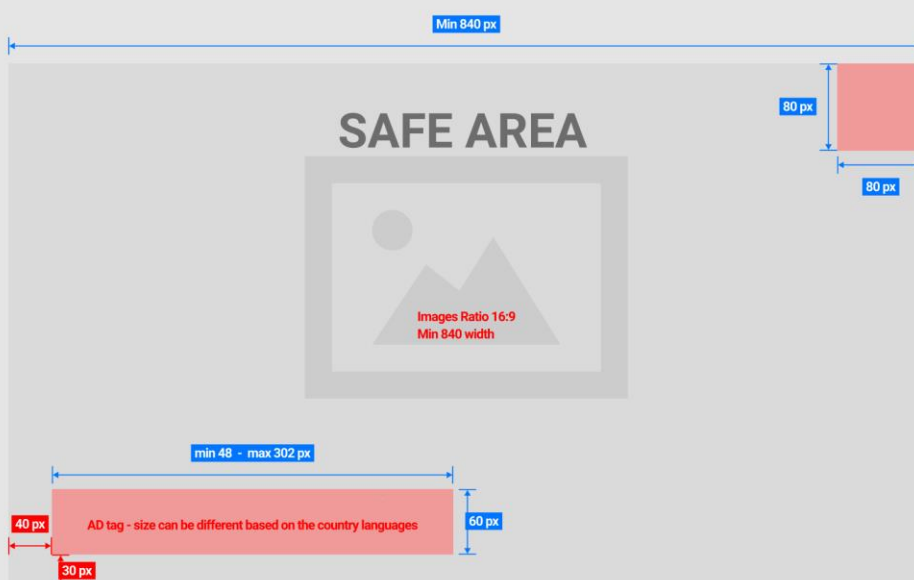 Min 840 px
80 px
SAFE AREA
80 px
Images Ratio 16:9
Min 840 width
min 48 - max 302 px
40 px
AD tag - size can be different based on the country languages
60 px
30 px